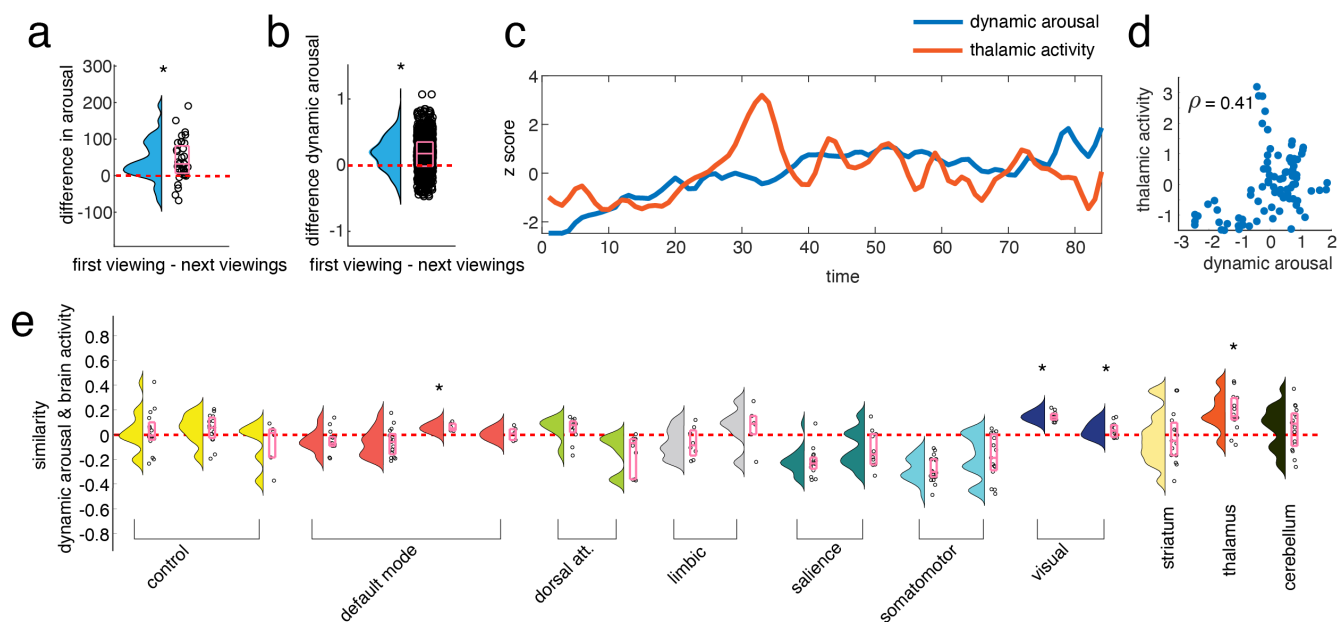 a
*
300
200
100
0
-100
difference in arousal
first viewing - next viewings
b
*
1
0
-1
difference dynamic arousal
first viewing - next viewings
c
dynamic arousal
thalamic activity
4
2
0
-2
z score
0 10 20 30 40 50 60 70 80
time
d
ρ = 0.41
3
2
1
0
-1
thalamic activity
-3 -2 -1 0 1 2
dynamic arousal
e
0.8
0.6
0.4
0.2
0
-0.2
-0.4
-0.6
-0.8
similarity
dynamic arousal & brain activity
* * * *
control
default mode
dorsal att.
limbic
salience
somatomotor
visual
striatum
thalamus
cerebellum